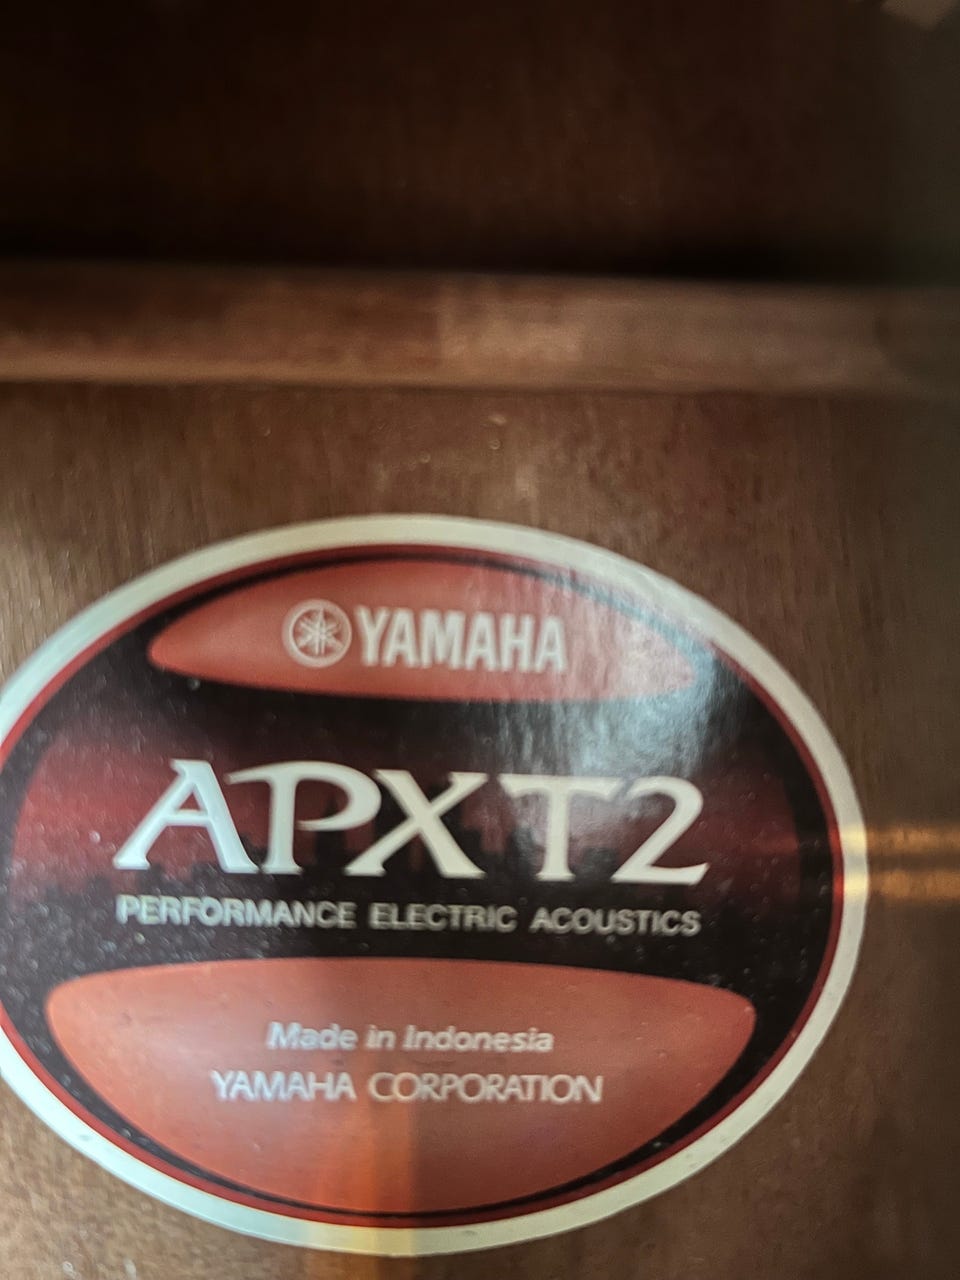 YAMAHA
APXT2
PERFORMANCE ELECTRIC ACOUSTICS
Made in Indonesia
YAMAHA CORPORATION